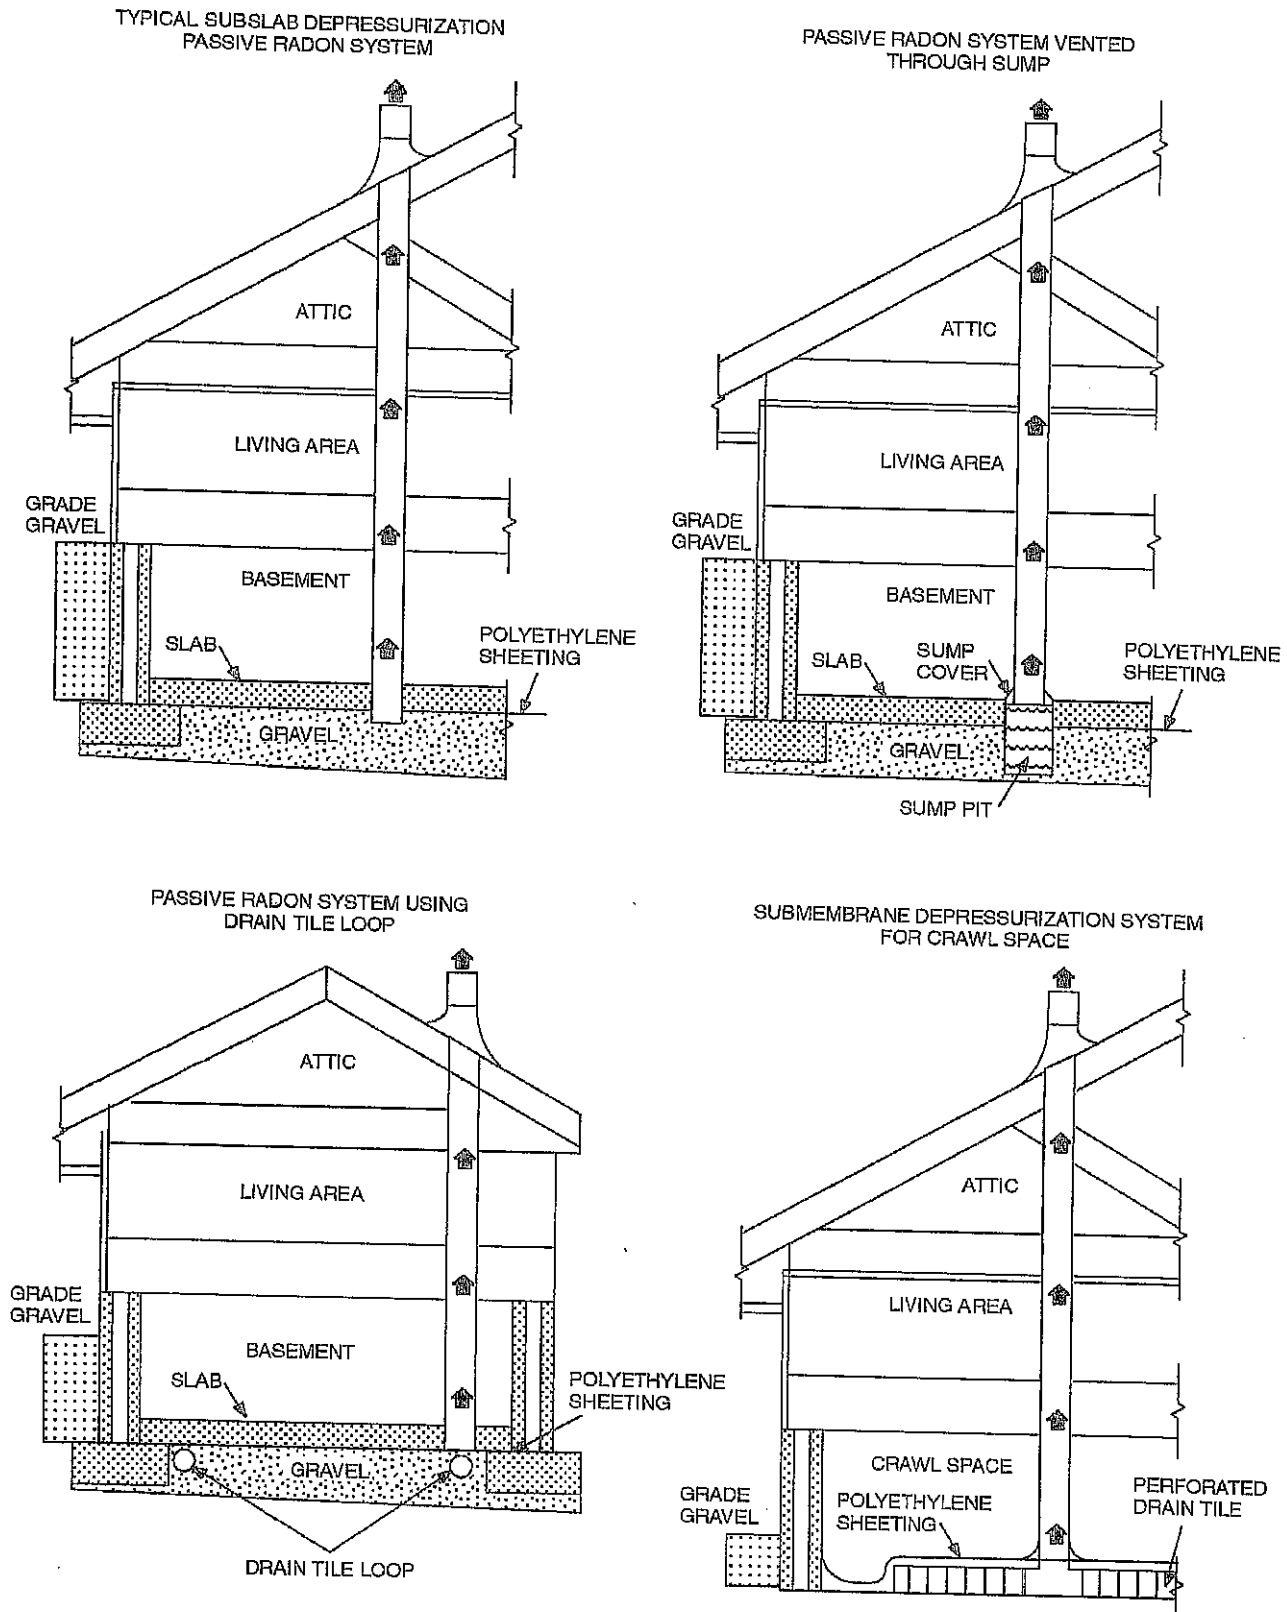 TYPICAL SUBSLAB DEPRESSURIZATION
PASSIVE RADON SYSTEM
ATTIC
LIVING AREA
GRADE
GRAVEL
BASEMENT
SLAB
POLYETHYLENE
SHEETING
GRAVEL
PASSIVE RADON SYSTEM VENTED
THROUGH SUMP
ATTIC
LIVING AREA
GRADE
GRAVEL
BASEMENT
SLAB
SUMP
COVER
POLYETHYLENE
SHEETING
GRAVEL
SUMP PIT
PASSIVE RADON SYSTEM USING
DRAIN TILE LOOP
ATTIC
LIVING AREA
GRADE
GRAVEL
BASEMENT
SLAB
POLYETHYLENE
SHEETING
GRAVEL
DRAIN TILE LOOP
SUBMEMBRANE DEPRESSURIZATION SYSTEM
FOR CRAWL SPACE
ATTIC
LIVING AREA
CRAWL SPACE
GRADE
GRAVEL
POLYETHYLENE
SHEETING
PERFORATED
DRAIN TILE